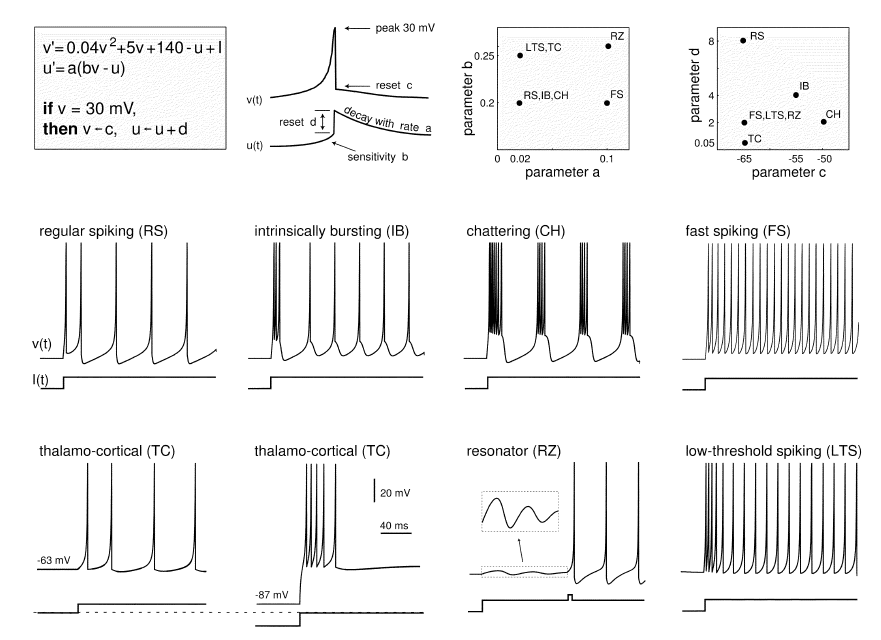 v'= 0.04v²+5v +140 - u + I
u'= a(bv - u)
if v = 30 mV,
then v ← c, u ← u + d
peak 30 mV
reset c
v(t)
reset d
decay with rate a
u(t)
sensitivity b
parameter b
0.25
0.2
LTS,TC
RZ
RS,IB,CH
FS
0 0.02 0.1
parameter a
parameter d
8
4
2
0.05
RS
IB
FS,LTS,RZ
CH
TC
-65 -55 -50
parameter c
regular spiking (RS)
intrinsically bursting (IB)
chattering (CH)
fast spiking (FS)
v(t)
I(t)
thalamo-cortical (TC)
thalamo-cortical (TC)
resonator (RZ)
low-threshold spiking (LTS)
-63 mV
20 mV
40 ms
-87 mV